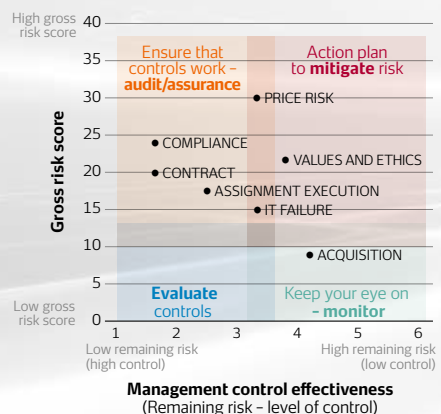 High gross
risk score
40
35
30
25
20
15
10
5
0
Low gross
risk score
Gross risk score
Ensure that
controls work –
audit/assurance
Action plan
to mitigate risk
PRICE RISK
COMPLIANCE
VALUES AND ETHICS
CONTRACT
ASSIGNMENT EXECUTION
IT FAILURE
ACQUISITION
Evaluate
controls
Keep your eye on
– monitor
1 2 3 4 5 6
Low remaining risk
(high control)
High remaining risk
(low control)
Management control effectiveness
(Remaining risk – level of control)